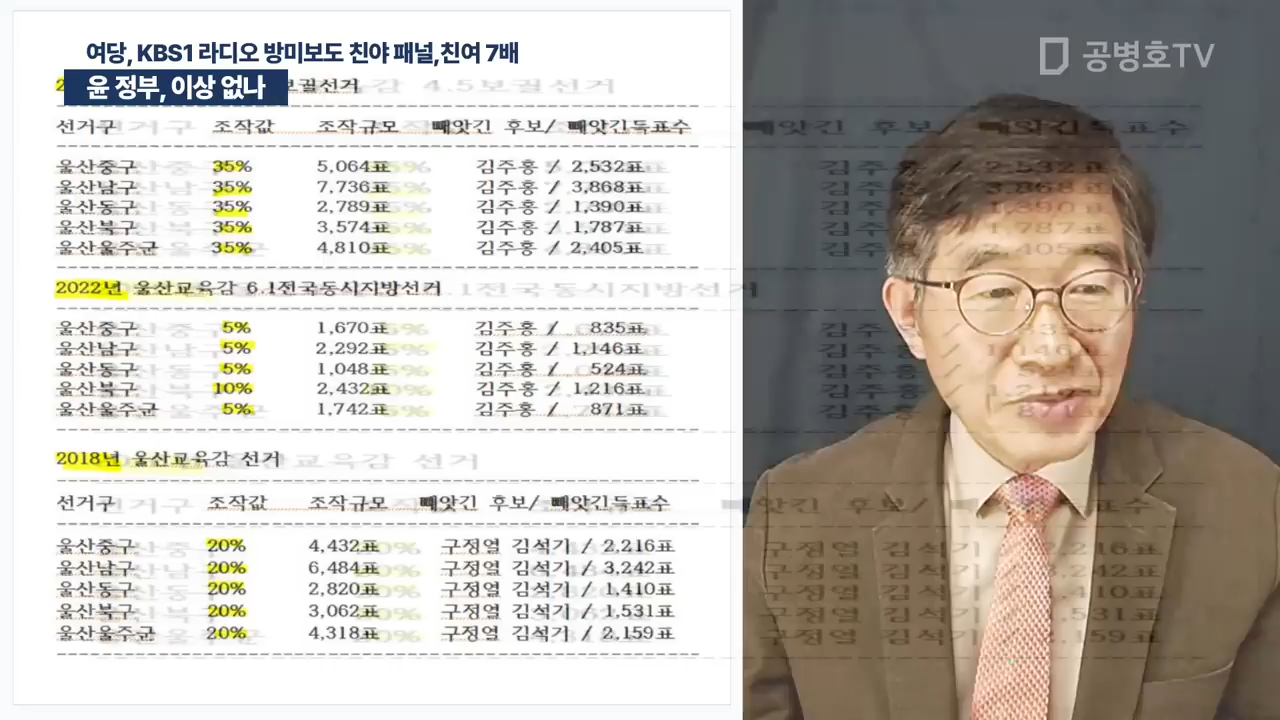 여당, KBS1 라디오 방미보도 친야 패널,친여 7배
윤 정부, 이상 없나
공병호TV
보궐선거
선거구 조작값 조작규모 빼앗긴 후보/ 빼앗긴득표수
울산중구 35% 5,064표 김주홍 / 2,532표
울산남구 35% 7,736표 김주홍 / 3,868표
울산동구 35% 2,789표 김주홍 / 1,390표
울산북구 35% 3,574표 김주홍 / 1,787표
울산울주군 35% 4,810표 김주홍 / 2,405표
2022년 울산교육감 6.1전국동시지방선거
울산중구 5% 1,670표 김주홍 / 835표
울산남구 5% 2,292표 김주홍 / 1,146표
울산동구 5% 1,048표 김주홍 / 524표
울산북구 10% 2,432표 김주홍 / 1,216표
울산울주군 5% 1,742표 김주홍 / 871표
2018년 울산교육감 선거
선거구 조작값 조작규모 빼앗긴 후보/ 빼앗긴득표수
울산중구 20% 4,432표 구정열 김석기 / 2,216표
울산남구 20% 6,484표 구정열 김석기 / 3,242표
울산동구 20% 2,820표 구정열 김석기 / 1,410표
울산북구 20% 3,062표 구정열 김석기 / 1,531표
울산울주군 20% 4,318표 구정열 김석기 / 2,159표